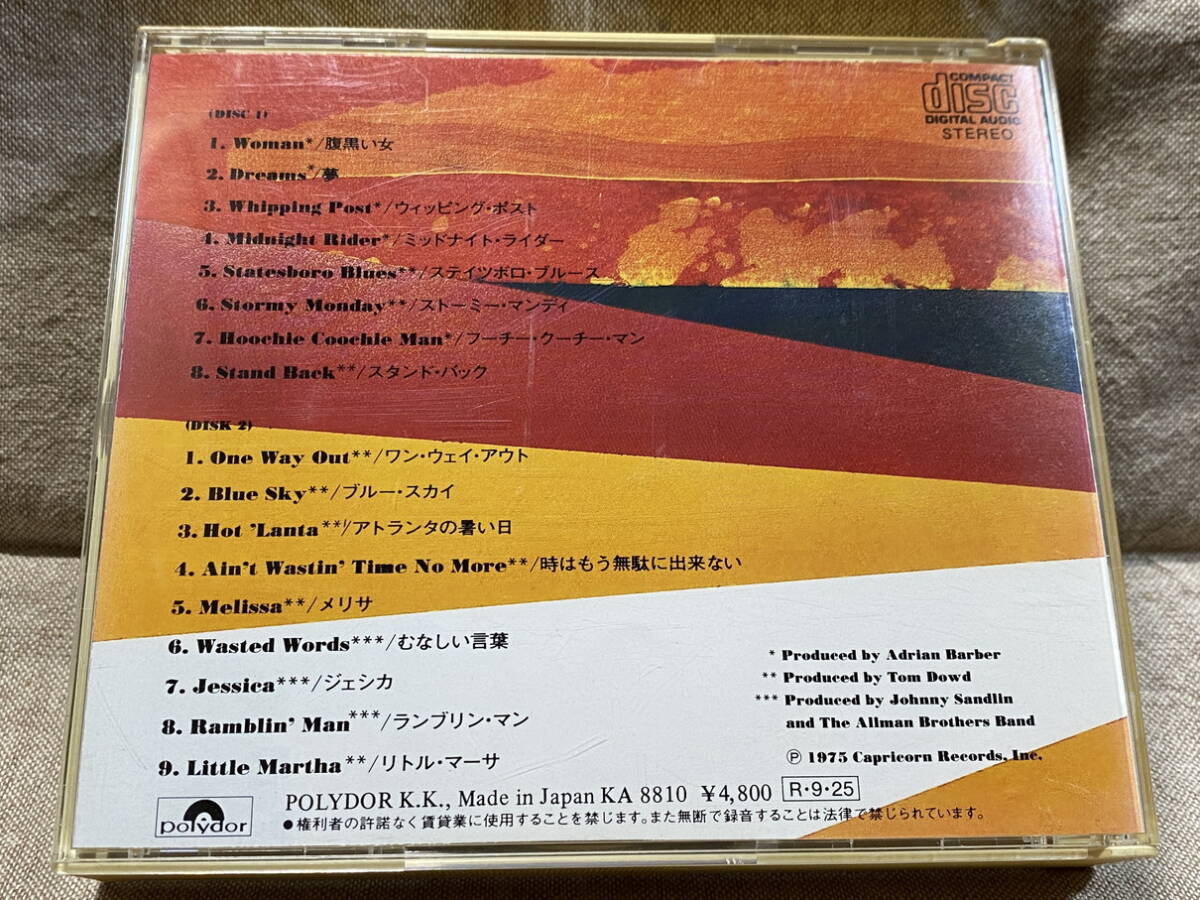 COMPACT
disc
DIGITAL AUDIO
STEREO
(DISC 1)
1. Woman*/腹黒い女
2. Dreams*/夢
3. Whipping Post*/ウィッピング・ポスト
4. Midnight Rider*/ミッドナイト・ライダー
5. Statesboro Blues**/ステイツボロ・ブルース
6. Stormy Monday**/ストーミー・マンデイ
7. Hoochie Coochie Man*/フーチー・クーチー・マン
8. Stand Back**/スタンド・バック
(DISK 2)
1. One Way Out**/ワン・ウェイ・アウト
2. Blue Sky**/ブルー・スカイ
3. Hot 'Lanta**/アトランタの暑い日
4. Ain't Wastin' Time No More**/時はもう無駄に出来ない
5. Melissa**/メリサ
6. Wasted Words***/むなしい言葉
7. Jessica***/ジェシカ
8. Ramblin' Man***/ランブリン・マン
9. Little Martha**/リトル・マーサ
* Produced by Adrian Barber
** Produced by Tom Dowd
*** Produced by Johnny Sandlin
and The Allman Brothers Band
Ⓟ 1975 Capricorn Records, Inc.
polydor
POLYDOR K.K., Made in Japan KA 8810 ¥4,800 R・9・25
●権利者の許諾なく賃貸業に使用することを禁じます。また無断で録音することは法律で禁じられています。